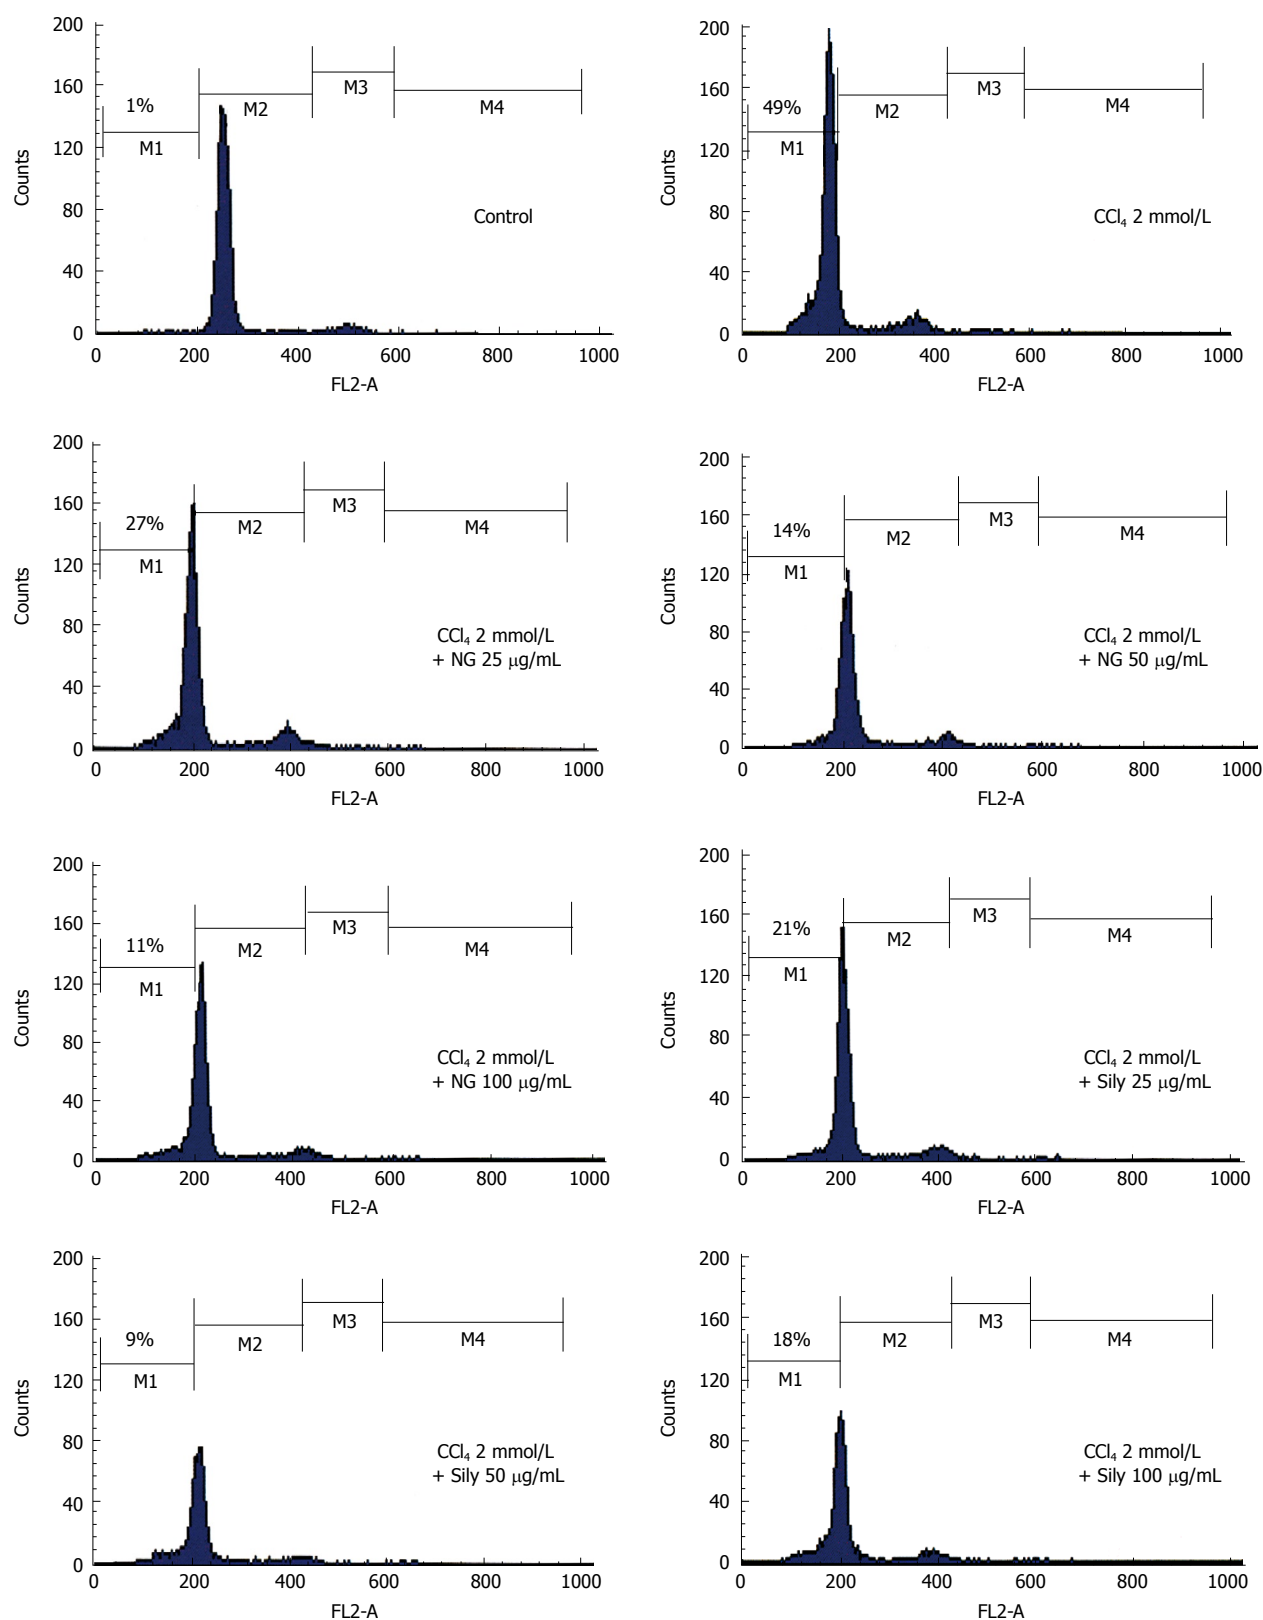 200
160
120
80
40
0
Counts
1%
M1
M2
M3
M4
Control
0 200 400 600 800 1000
FL2-A
200
160
120
80
40
0
Counts
49%
M1
M2
M3
M4
CCl₄ 2 mmol/L
0 200 400 600 800 1000
FL2-A
200
160
120
80
40
0
Counts
27%
M1
M2
M3
M4
CCl₄ 2 mmol/L
+ NG 25 µg/mL
0 200 400 600 800 1000
FL2-A
200
160
120
80
40
0
Counts
14%
M1
M2
M3
M4
CCl₄ 2 mmol/L
+ NG 50 µg/mL
0 200 400 600 800 1000
FL2-A
200
160
120
80
40
0
Counts
11%
M1
M2
M3
M4
CCl₄ 2 mmol/L
+ NG 100 µg/mL
0 200 400 600 800 1000
FL2-A
200
160
120
80
40
0
Counts
21%
M1
M2
M3
M4
CCl₄ 2 mmol/L
+ Sily 25 µg/mL
0 200 400 600 800 1000
FL2-A
200
160
120
80
40
0
Counts
9%
M1
M2
M3
M4
CCl₄ 2 mmol/L
+ Sily 50 µg/mL
0 200 400 600 800 1000
FL2-A
200
160
120
80
40
0
Counts
18%
M1
M2
M3
M4
CCl₄ 2 mmol/L
+ Sily 100 µg/mL
0 200 400 600 800 1000
FL2-A